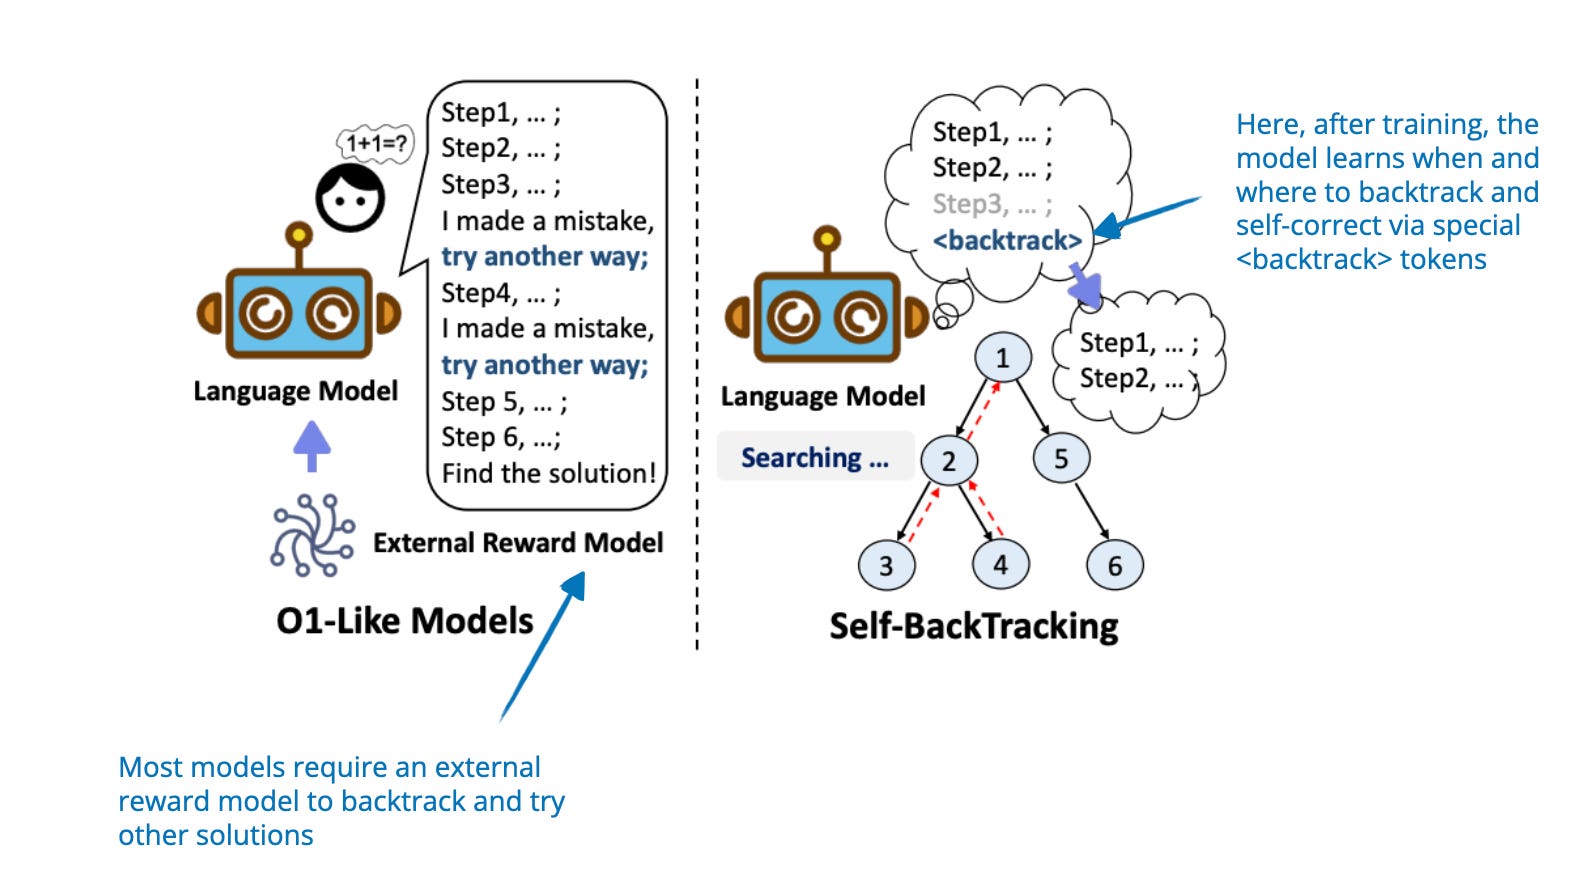 1+1=?
Step1, ... ;
Step2, ... ;
Step3, ... ;
I made a mistake,
try another way;
Step4, ... ;
I made a mistake,
try another way;
Step 5, ... ;
Step 6, ...;
Find the solution!
Language Model
External Reward Model
O1-Like Models
Most models require an external
reward model to backtrack and try
other solutions
Step1, ... ;
Step2, ... ;
Step3, ... ;
<backtrack>
Here, after training, the
model learns when and
where to backtrack and
self-correct via special
<backtrack> tokens
Step1, ... ;
Step2, ... ;
Language Model
Searching ...
1
2
5
3
4
6
Self-BackTracking